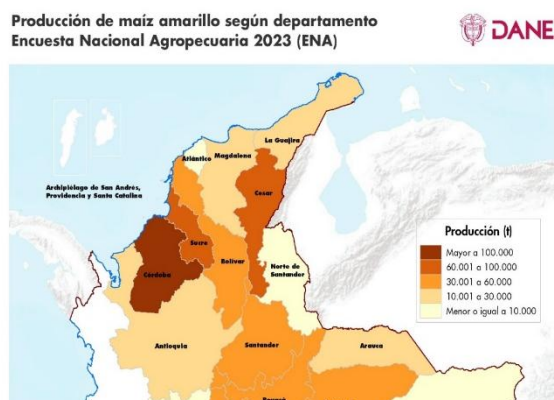 Producción de maíz amarillo según departamento
Encuesta Nacional Agropecuaria 2023 (ENA)
DANE
La Guajira
Atlántico
Magdalena
Archipiélago de San Andrés,
Providencia y Santa Catalina
Cesar
Sucre
Córdoba
Bolívar
Norte de
Santander
Producción (t)
Mayor a 100.000
60.001 a 100.000
30.001 a 60.000
10.001 a 30.000
Menor o igual a 10.000
Antioquia
Santander
Arauca